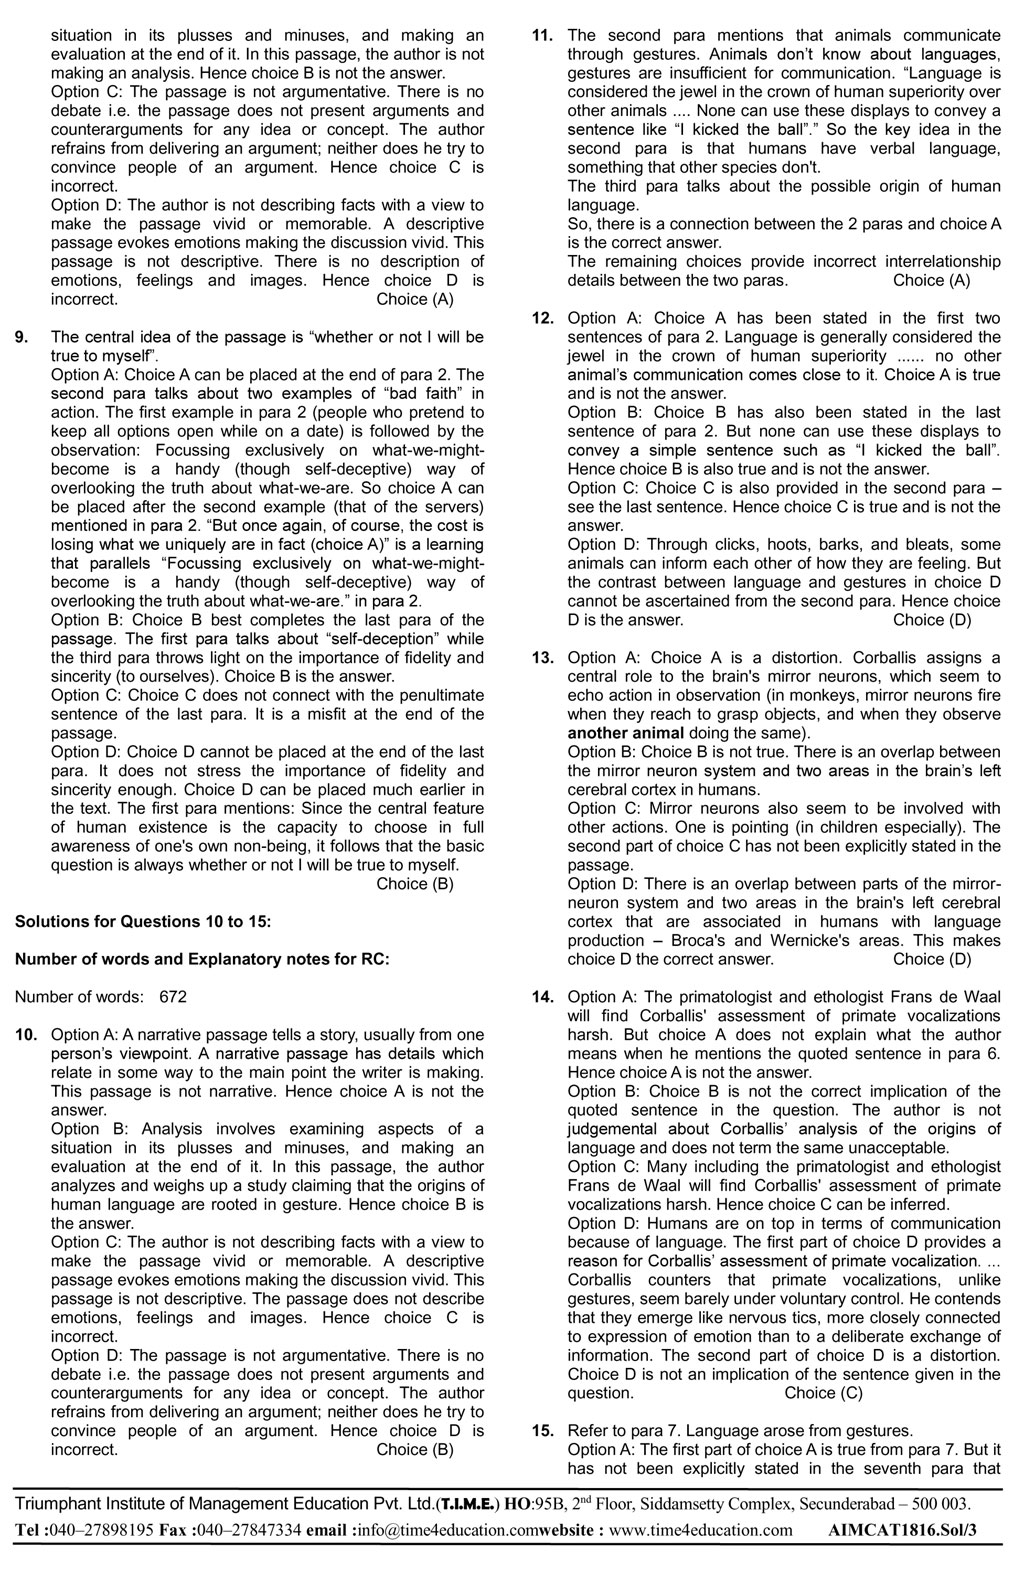 situation in its plusses and minuses, and making an
evaluation at the end of it. In this passage, the author is not
making an analysis. Hence choice B is not the answer.
Option C: The passage is not argumentative. There is no
debate i.e. the passage does not present arguments and
counterarguments for any idea or concept. The author
refrains from delivering an argument; neither does he try to
convince people of an argument. Hence choice C is
incorrect.
Option D: The author is not describing facts with a view to
make the passage vivid or memorable. A descriptive
passage evokes emotions making the discussion vivid. This
passage is not descriptive. There is no description of
emotions, feelings and images. Hence choice D is
incorrect. Choice (A)
9. The central idea of the passage is “whether or not I will be
true to myself”.
Option A: Choice A can be placed at the end of para 2. The
second para talks about two examples of “bad faith” in
action. The first example in para 2 (people who pretend to
keep all options open while on a date) is followed by the
observation: Focussing exclusively on what-we-might-
become is a handy (though self-deceptive) way of
overlooking the truth about what-we-are. So choice A can
be placed after the second example (that of the servers)
mentioned in para 2. “But once again, of course, the cost is
losing what we uniquely are in fact (choice A)” is a learning
that parallels “Focussing exclusively on what-we-might-
become is a handy (though self-deceptive) way of
overlooking the truth about what-we-are.” in para 2.
Option B: Choice B best completes the last para of the
passage. The first para talks about “self-deception” while
the third para throws light on the importance of fidelity and
sincerity (to ourselves). Choice B is the answer.
Option C: Choice C does not connect with the penultimate
sentence of the last para. It is a misfit at the end of the
passage.
Option D: Choice D cannot be placed at the end of the last
para. It does not stress the importance of fidelity and
sincerity enough. Choice D can be placed much earlier in
the text. The first para mentions: Since the central feature
of human existence is the capacity to choose in full
awareness of one's own non-being, it follows that the basic
question is always whether or not I will be true to myself.
Choice (B)
Solutions for Questions 10 to 15:
Number of words and Explanatory notes for RC:
Number of words: 672
10. Option A: A narrative passage tells a story, usually from one
person’s viewpoint. A narrative passage has details which
relate in some way to the main point the writer is making.
This passage is not narrative. Hence choice A is not the
answer.
Option B: Analysis involves examining aspects of a
situation in its plusses and minuses, and making an
evaluation at the end of it. In this passage, the author
analyzes and weighs up a study claiming that the origins of
human language are rooted in gesture. Hence choice B is
the answer.
Option C: The author is not describing facts with a view to
make the passage vivid or memorable. A descriptive
passage evokes emotions making the discussion vivid. This
passage is not descriptive. The passage does not describe
emotions, feelings and images. Hence choice C is
incorrect.
Option D: The passage is not argumentative. There is no
debate i.e. the passage does not present arguments and
counterarguments for any idea or concept. The author
refrains from delivering an argument; neither does he try to
convince people of an argument. Hence choice D is
incorrect. Choice (B)
11. The second para mentions that animals communicate
through gestures. Animals don’t know about languages,
gestures are insufficient for communication. “Language is
considered the jewel in the crown of human superiority over
other animals .... None can use these displays to convey a
sentence like “I kicked the ball”.” So the key idea in the
second para is that humans have verbal language,
something that other species don't.
The third para talks about the possible origin of human
language.
So, there is a connection between the 2 paras and choice A
is the correct answer.
The remaining choices provide incorrect interrelationship
details between the two paras. Choice (A)
12. Option A: Choice A has been stated in the first two
sentences of para 2. Language is generally considered the
jewel in the crown of human superiority ...... no other
animal’s communication comes close to it. Choice A is true
and is not the answer.
Option B: Choice B has also been stated in the last
sentence of para 2. But none can use these displays to
convey a simple sentence such as “I kicked the ball”.
Hence choice B is also true and is not the answer.
Option C: Choice C is also provided in the second para –
see the last sentence. Hence choice C is true and is not the
answer.
Option D: Through clicks, hoots, barks, and bleats, some
animals can inform each other of how they are feeling. But
the contrast between language and gestures in choice D
cannot be ascertained from the second para. Hence choice
D is the answer. Choice (D)
13. Option A: Choice A is a distortion. Corballis assigns a
central role to the brain's mirror neurons, which seem to
echo action in observation (in monkeys, mirror neurons fire
when they reach to grasp objects, and when they observe
another animal doing the same).
Option B: Choice B is not true. There is an overlap between
the mirror neuron system and two areas in the brain’s left
cerebral cortex in humans.
Option C: Mirror neurons also seem to be involved with
other actions. One is pointing (in children especially). The
second part of choice C has not been explicitly stated in the
passage.
Option D: There is an overlap between parts of the mirror-
neuron system and two areas in the brain's left cerebral
cortex that are associated in humans with language
production – Broca's and Wernicke's areas. This makes
choice D the correct answer. Choice (D)
14. Option A: The primatologist and ethologist Frans de Waal
will find Corballis' assessment of primate vocalizations
harsh. But choice A does not explain what the author
means when he mentions the quoted sentence in para 6.
Hence choice A is not the answer.
Option B: Choice B is not the correct implication of the
quoted sentence in the question. The author is not
judgemental about Corballis’ analysis of the origins of
language and does not term the same unacceptable.
Option C: Many including the primatologist and ethologist
Frans de Waal will find Corballis' assessment of primate
vocalizations harsh. Hence choice C can be inferred.
Option D: Humans are on top in terms of communication
because of language. The first part of choice D provides a
reason for Corballis’ assessment of primate vocalization. ...
Corballis counters that primate vocalizations, unlike
gestures, seem barely under voluntary control. He contends
that they emerge like nervous tics, more closely connected
to expression of emotion than to a deliberate exchange of
information. The second part of choice D is a distortion.
Choice D is not an implication of the sentence given in the
question. Choice (C)
15. Refer to para 7. Language arose from gestures.
Option A: The first part of choice A is true from para 7. But it
has not been explicitly stated in the seventh para that
Triumphant Institute of Management Education Pvt. Ltd.(T.I.M.E.) HO:95B, 2nd Floor, Siddamsetty Complex, Secunderabad – 500 003.
Tel :040–27898195 Fax :040–27847334 email :info@time4education.comwebsite : www.time4education.com AIMCAT1816.Sol/3